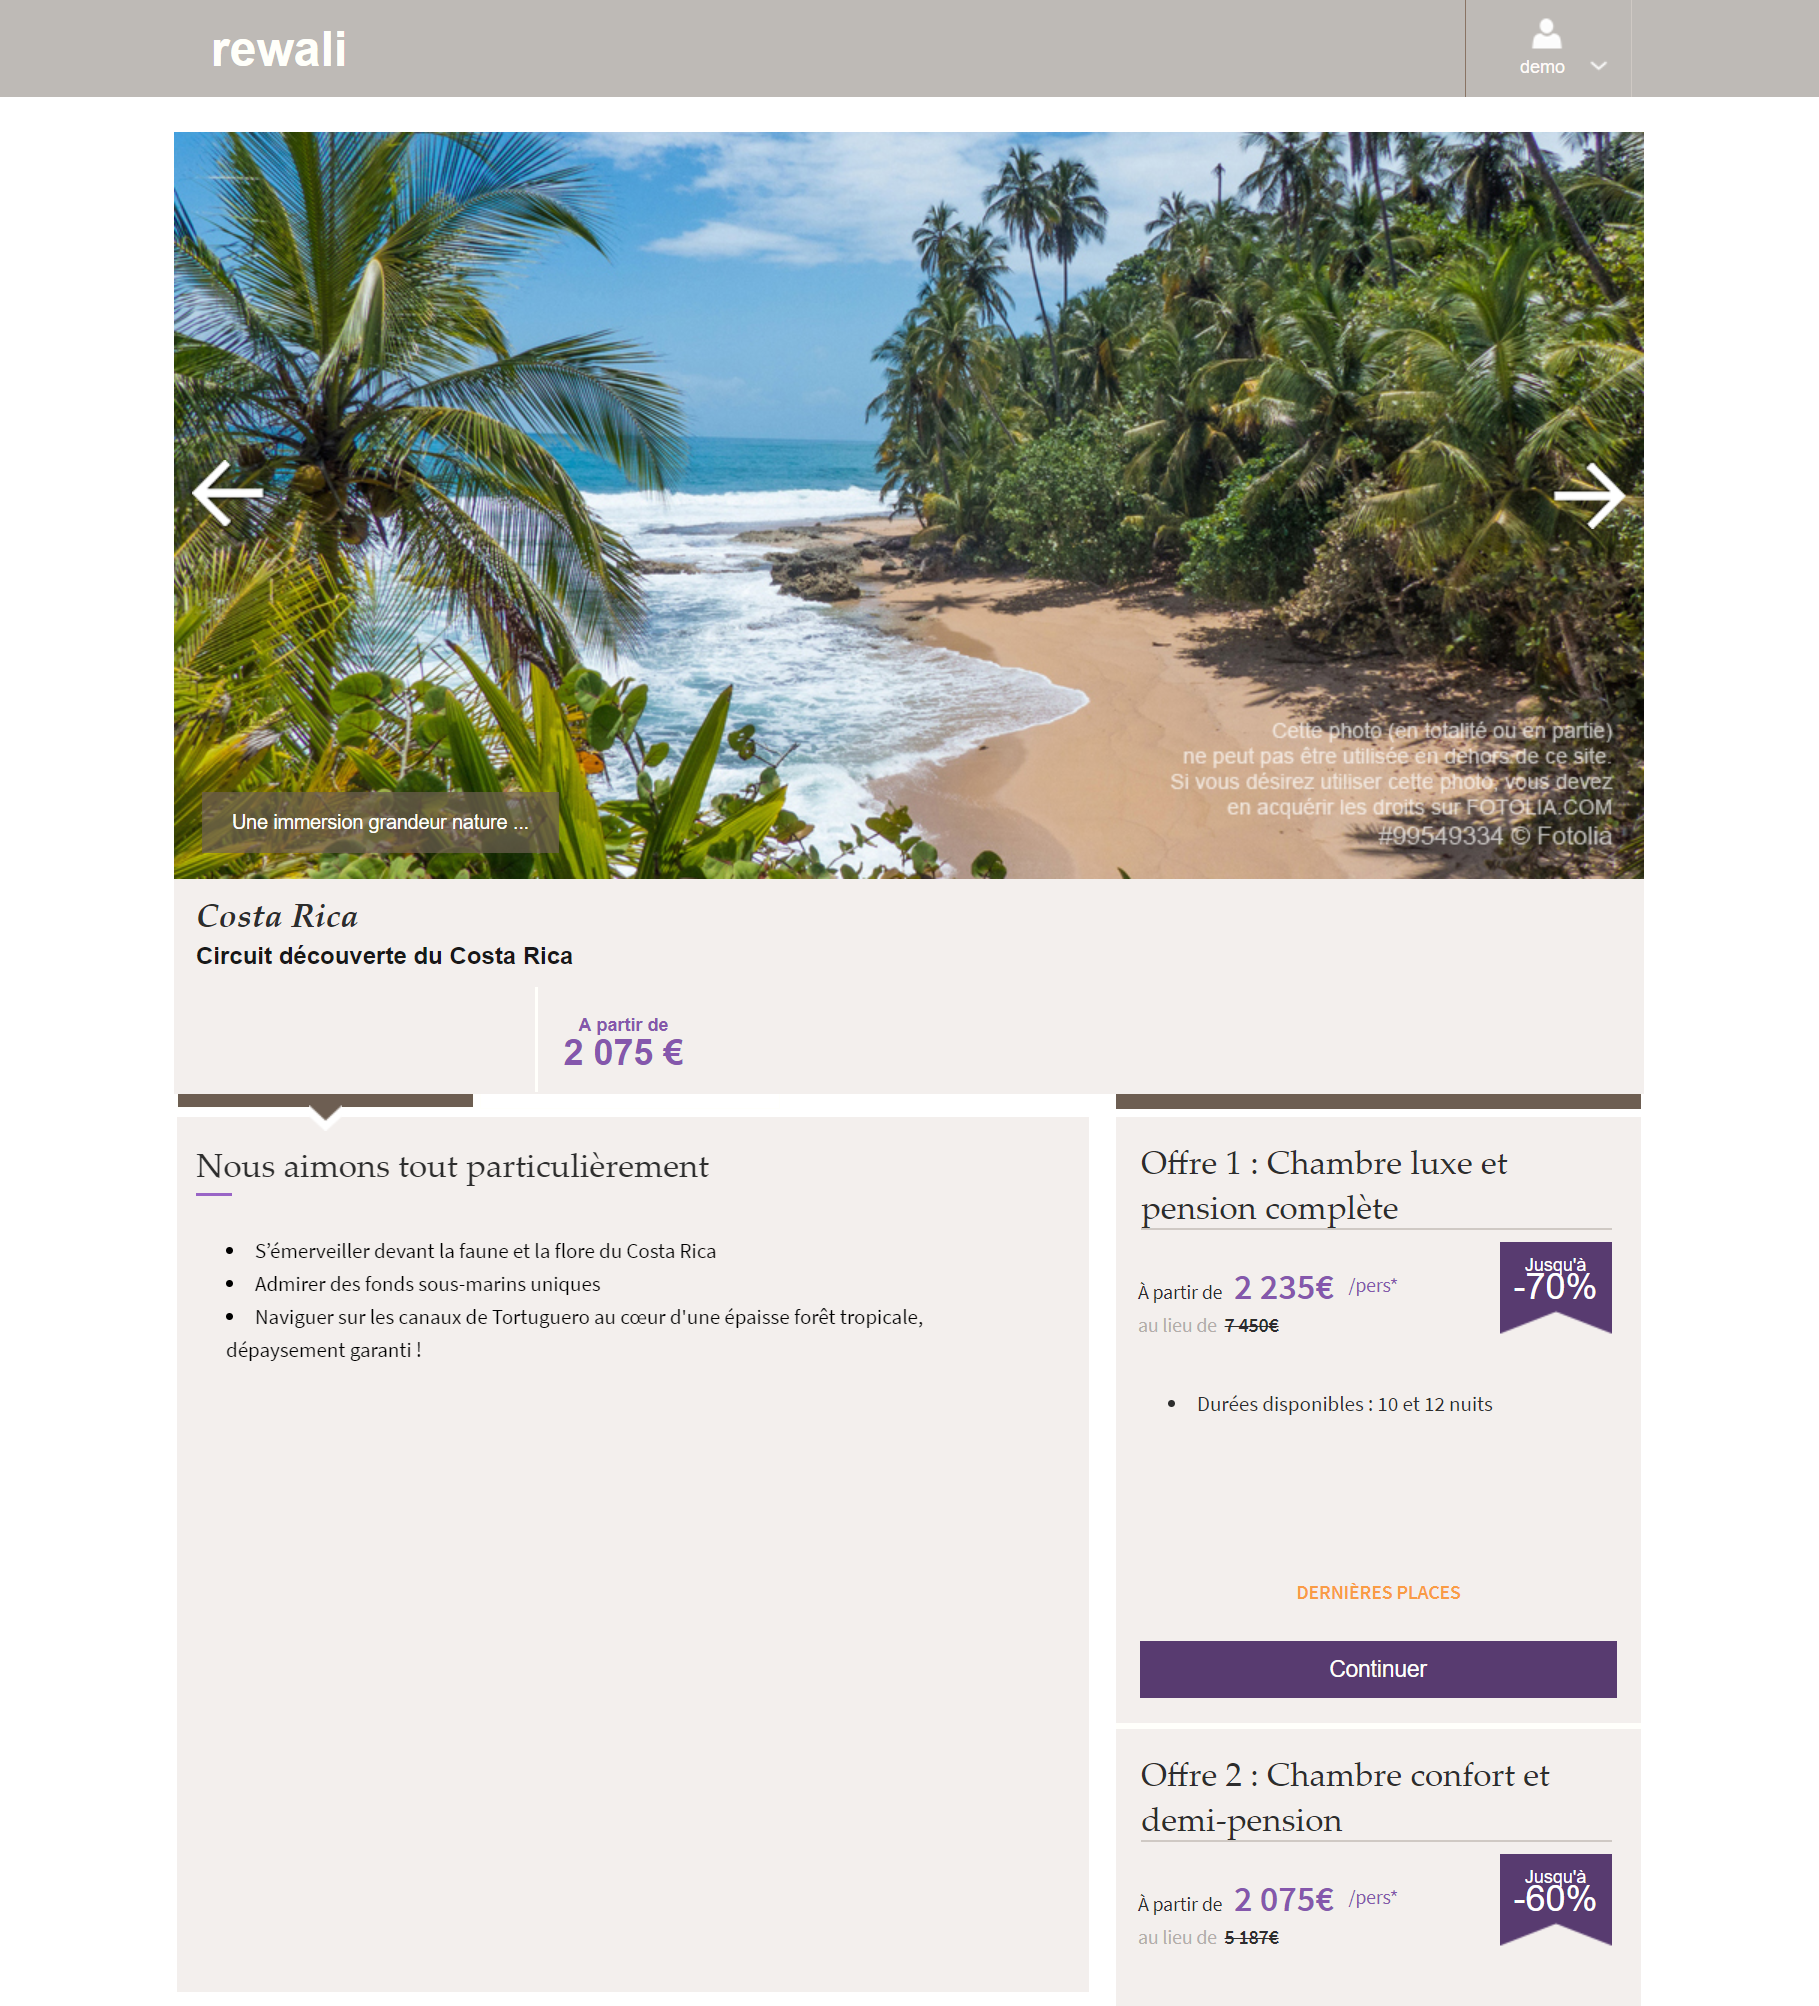 rewali
demo
Cette photo (en totalité ou en partie)
ne peut pas être utilisée en dehors de ce site.
Si vous désirez utiliser cette photo, vous devez
en acquérir les droits sur FOTOLIA.COM
#99549334 © Fotolia
Une immersion grandeur nature ...
Costa Rica
Circuit découverte du Costa Rica
A partir de
2 075 €
Nous aimons tout particulièrement
• S’émerveiller devant la faune et la flore du Costa Rica
• Admirer des fonds sous-marins uniques
• Naviguer sur les canaux de Tortuguero au cœur d'une épaisse forêt tropicale,
dépaysement garanti !
Offre 1 : Chambre luxe et
pension complète
Jusqu'à
-70%
À partir de 2 235€ /pers*
au lieu de 7 450€
• Durées disponibles : 10 et 12 nuits
DERNIÈRES PLACES
Continuer
Offre 2 : Chambre confort et
demi-pension
Jusqu'à
-60%
À partir de 2 075€ /pers*
au lieu de 5 187€